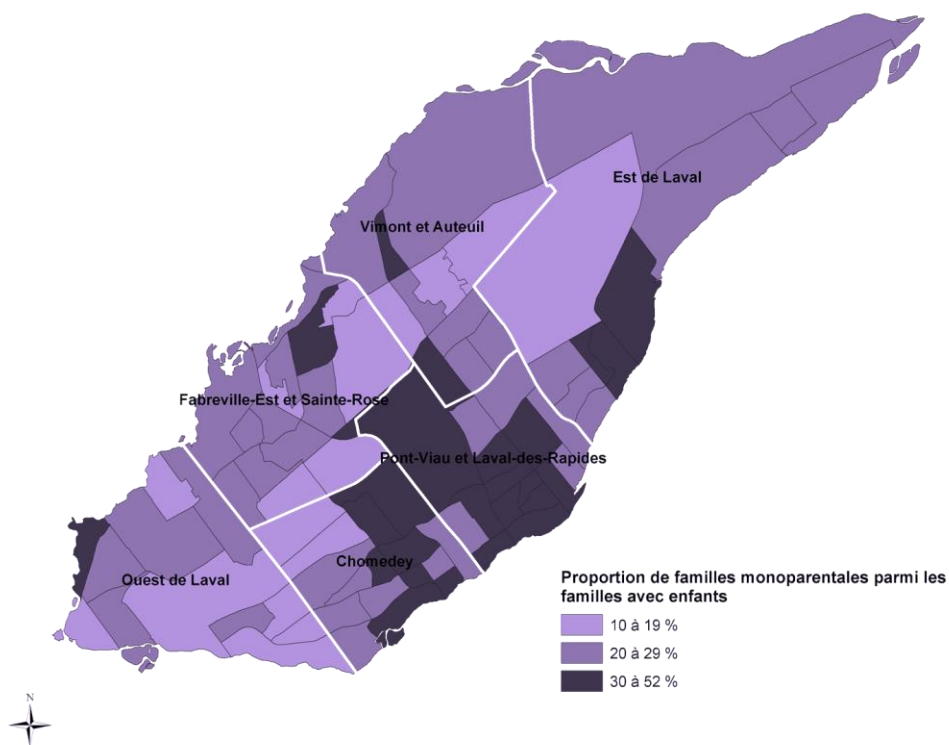 Est de Laval
Vimont et Auteuil
Fabreville-Est et Sainte-Rose
Pont-Viau et Laval-des-Rapides
Chomedey
Ouest de Laval
Proportion de familles monoparentales parmi les
familles avec enfants
10 à 19 %
20 à 29 %
30 à 52 %
N